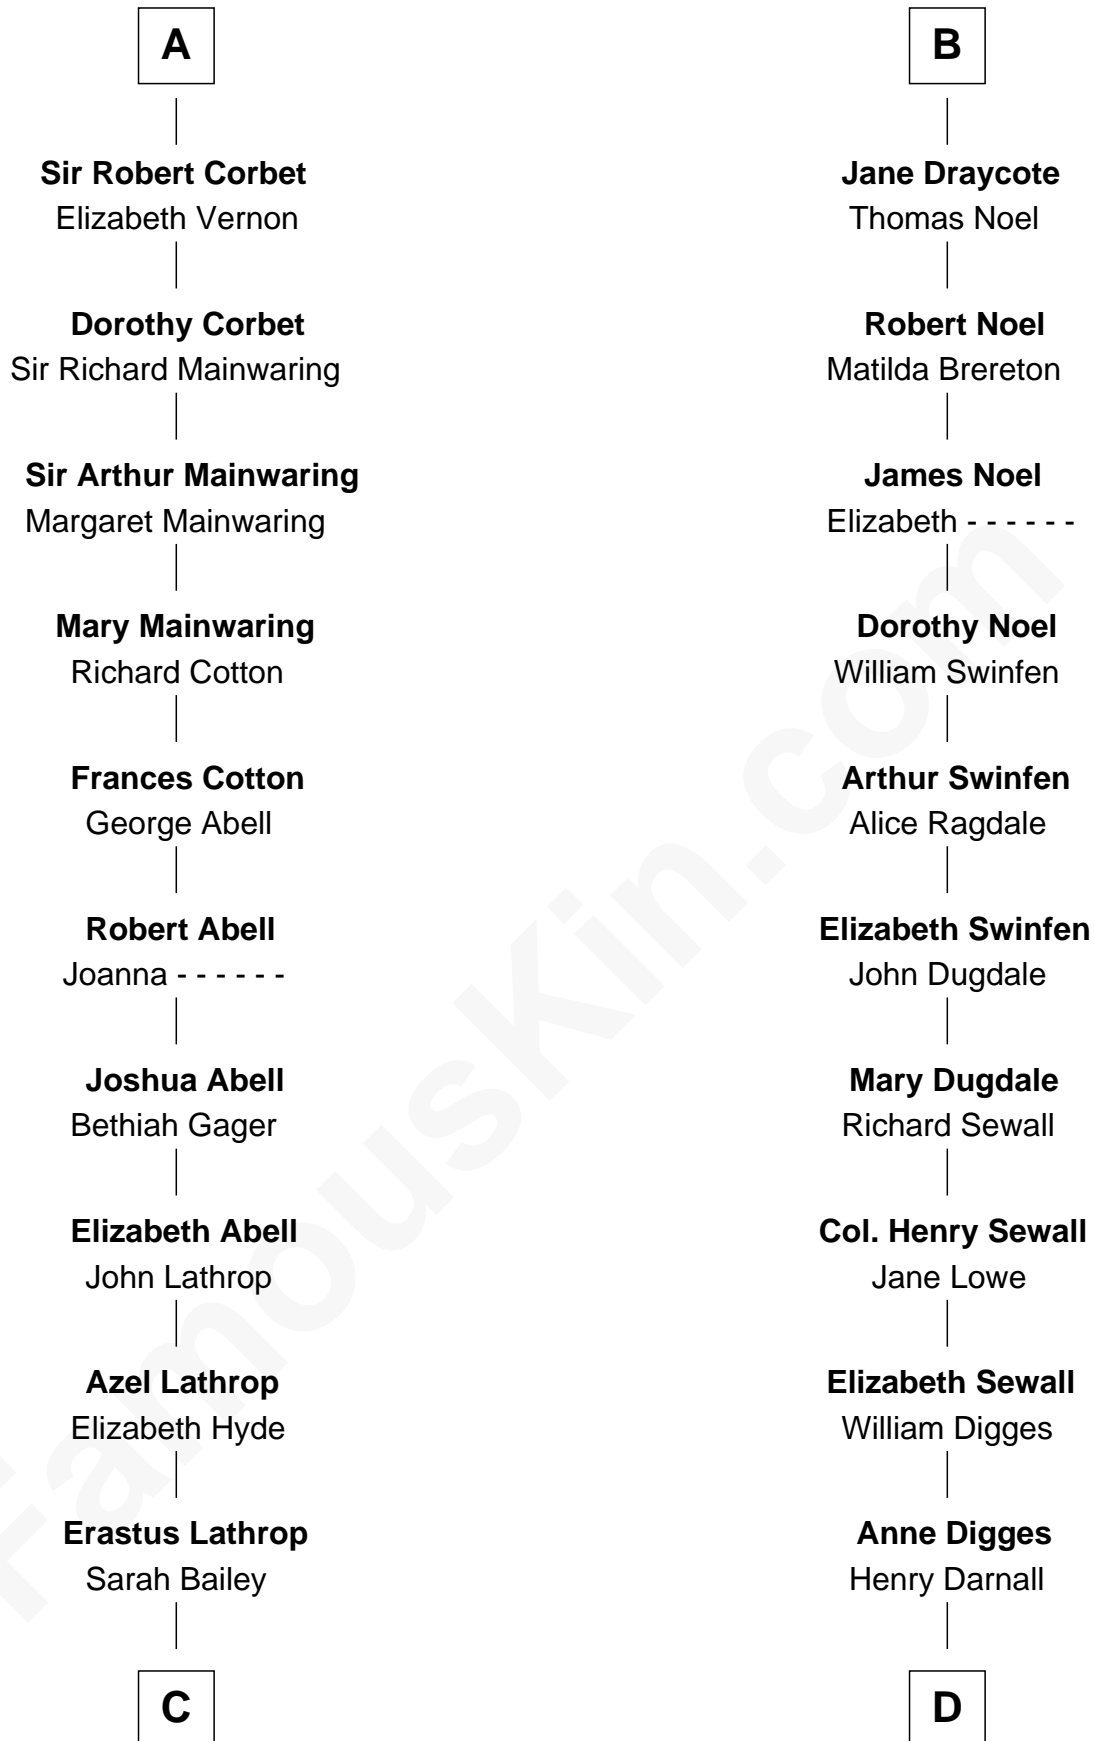 A
Sir Robert Corbet
Elizabeth Vernon
Dorothy Corbet
Sir Richard Mainwaring
Sir Arthur Mainwaring
Margaret Mainwaring
Mary Mainwaring
Richard Cotton
Frances Cotton
George Abell
Robert Abell
Joanna - - - - - -
Joshua Abell
Bethiah Gager
Elizabeth Abell
John Lathrop
Azel Lathrop
Elizabeth Hyde
Erastus Lathrop
Sarah Bailey
C
B
Jane Draycote
Thomas Noel
Robert Noel
Matilda Brereton
James Noel
Elizabeth - - - - - -
Dorothy Noel
William Swinfen
Arthur Swinfen
Alice Ragdale
Elizabeth Swinfen
John Dugdale
Mary Dugdale
Richard Sewall
Col. Henry Sewall
Jane Lowe
Elizabeth Sewall
William Digges
Anne Digges
Henry Darnall
D
FamousKin.com